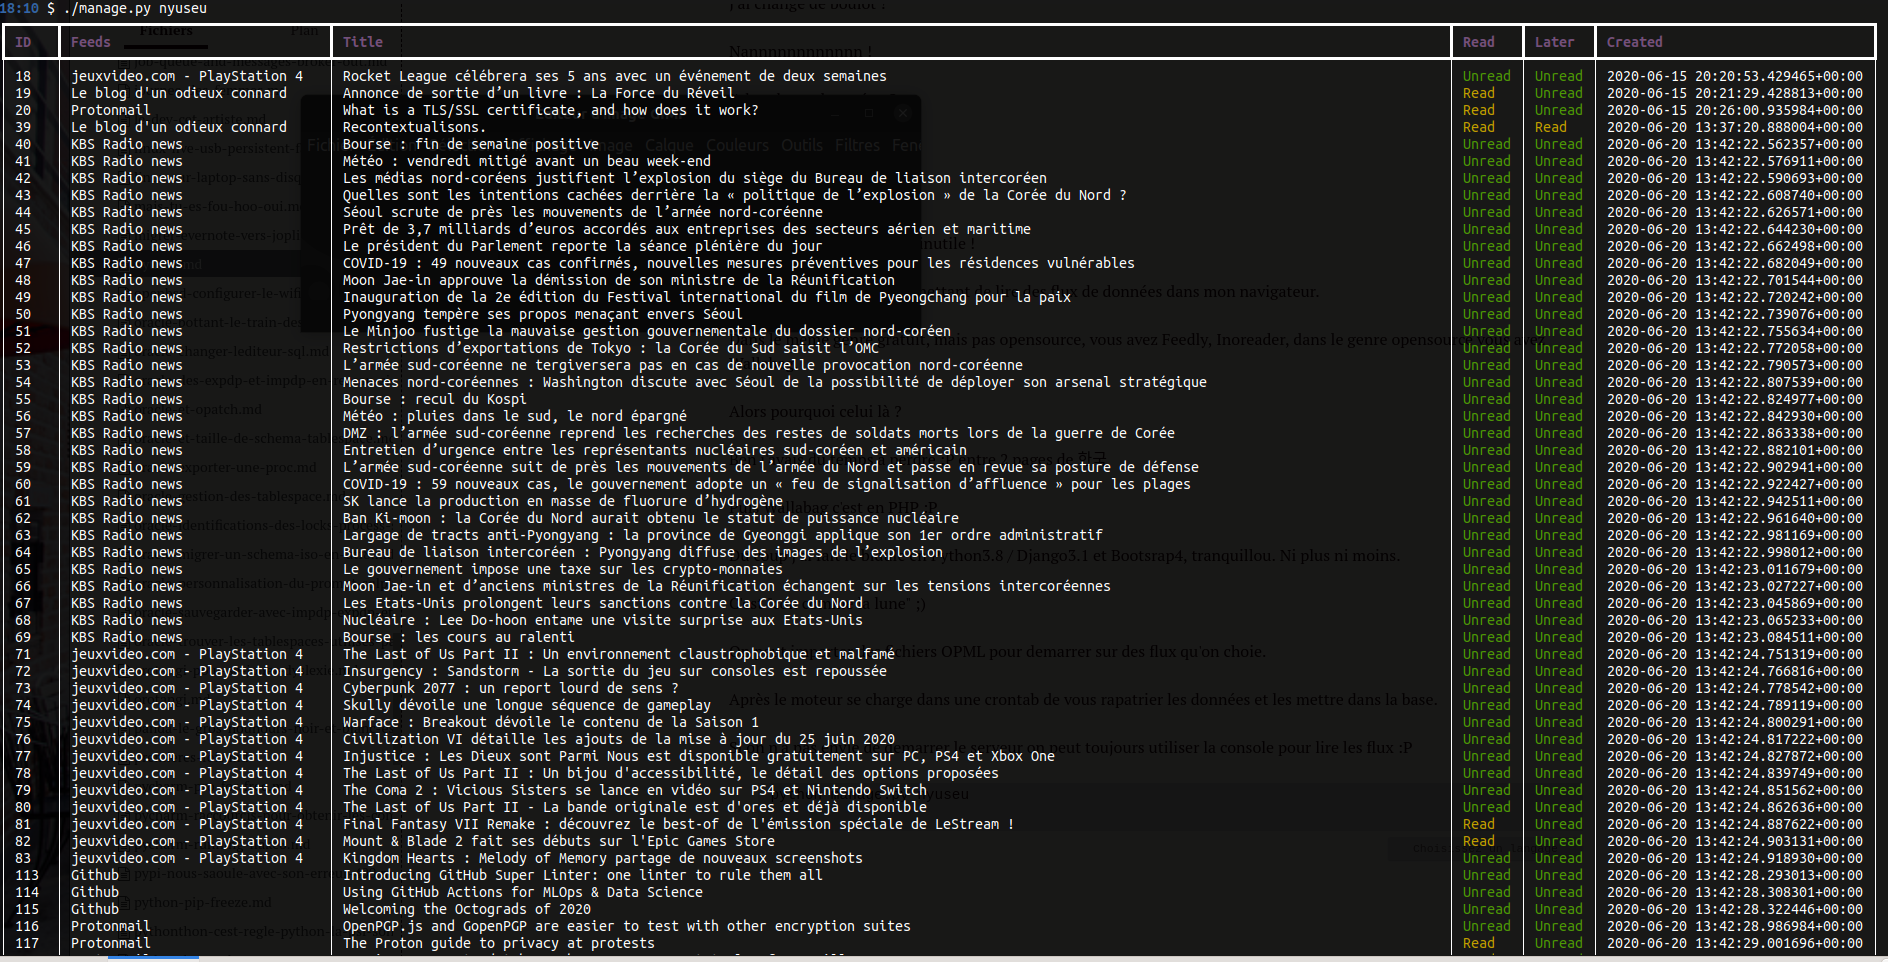 18:10 $ ./manage.py nyuseu
ID Feeds Title Read Later Created
18 jeuxvideo.com - PlayStation 4 Rocket League célébrera ses 5 ans avec un événement de deux semaines Unread Unread 2020-06-15 20:20:53.429465+00:00
19 Le blog d'un odieux connard Annonce de sortie d’un livre : La Force du Réveil Read Unread 2020-06-15 20:21:29.428813+00:00
20 Protonmail What is a TLS/SSL certificate, and how does it work? Read Unread 2020-06-15 20:26:00.935984+00:00
39 Le blog d'un odieux connard Recontextualisons. Read Read 2020-06-20 13:37:20.888004+00:00
40 KBS Radio news Bourse : fin de semaine positive Unread Unread 2020-06-20 13:42:22.562357+00:00
41 KBS Radio news Météo : vendredi mitigé avant un beau week-end Unread Unread 2020-06-20 13:42:22.576911+00:00
42 KBS Radio news Les médias nord-coréens justifient l’explosion du siège du Bureau de liaison intercoréen Unread Unread 2020-06-20 13:42:22.590693+00:00
43 KBS Radio news Quelles sont les intentions cachées derrière la « politique de l’explosion » de la Corée du Nord ? Unread Unread 2020-06-20 13:42:22.608740+00:00
44 KBS Radio news Séoul scrute de près les mouvements de l’armée nord-coréenne Unread Unread 2020-06-20 13:42:22.626571+00:00
45 KBS Radio news Prêt de 3,7 milliards d’euros accordés aux entreprises des secteurs aérien et maritime Unread Unread 2020-06-20 13:42:22.644230+00:00
46 KBS Radio news Le président du Parlement reporte la séance plénière du jour Unread Unread 2020-06-20 13:42:22.662498+00:00
47 KBS Radio news COVID-19 : 49 nouveaux cas confirmés, nouvelles mesures préventives pour les résidences vulnérables Unread Unread 2020-06-20 13:42:22.682049+00:00
48 KBS Radio news Moon Jae-in approuve la démission de son ministre de la Réunification Unread Unread 2020-06-20 13:42:22.701544+00:00
49 KBS Radio news Inauguration de la 2e édition du Festival international du film de Pyeongchang pour la paix Unread Unread 2020-06-20 13:42:22.720242+00:00
50 KBS Radio news Pyongyang tempère ses propos menaçant envers Séoul Unread Unread 2020-06-20 13:42:22.739076+00:00
51 KBS Radio news Le Minjoo fustige la mauvaise gestion gouvernementale du dossier nord-coréen Unread Unread 2020-06-20 13:42:22.755634+00:00
52 KBS Radio news Restrictions d’exportations de Tokyo : la Corée du Sud saisit l’OMC Unread Unread 2020-06-20 13:42:22.772058+00:00
53 KBS Radio news L’armée sud-coréenne ne tergiversera pas en cas de nouvelle provocation nord-coréenne Unread Unread 2020-06-20 13:42:22.790573+00:00
54 KBS Radio news Menaces nord-coréennes : Washington discute avec Séoul de la possibilité de déployer son arsenal stratégique Unread Unread 2020-06-20 13:42:22.807539+00:00
55 KBS Radio news Bourse : recul du Kospi Unread Unread 2020-06-20 13:42:22.824977+00:00
56 KBS Radio news Météo : pluies dans le sud, le nord épargné Unread Unread 2020-06-20 13:42:22.842930+00:00
57 KBS Radio news DMZ : l’armée sud-coréenne reprend les recherches des restes de soldats morts lors de la guerre de Corée Unread Unread 2020-06-20 13:42:22.863338+00:00
58 KBS Radio news Entretien d’urgence entre les représentants nucléaires sud-coréen et américain Unread Unread 2020-06-20 13:42:22.882101+00:00
59 KBS Radio news L’armée sud-coréenne suit de près les mouvements de l’armée du Nord et passe en revue sa posture de défense Unread Unread 2020-06-20 13:42:22.902941+00:00
60 KBS Radio news COVID-19 : 59 nouveaux cas, le gouvernement adopte un « feu de signalisation d’affluence » pour les plages Unread Unread 2020-06-20 13:42:22.922427+00:00
61 KBS Radio news SK lance la production en masse de fluorure d’hydrogène Unread Unread 2020-06-20 13:42:22.942511+00:00
62 KBS Radio news Ban Ki-moon : la Corée du Nord aurait obtenu le statut de puissance nucléaire Unread Unread 2020-06-20 13:42:22.961640+00:00
63 KBS Radio news Largage de tracts anti-Pyongyang : la province de Gyeonggi applique son 1er ordre administratif Unread Unread 2020-06-20 13:42:22.981169+00:00
64 KBS Radio news Bureau de liaison intercoréen : Pyongyang diffuse des images de l’explosion Unread Unread 2020-06-20 13:42:22.998012+00:00
65 KBS Radio news Le gouvernement impose une taxe sur les crypto-monnaies Unread Unread 2020-06-20 13:42:23.011679+00:00
66 KBS Radio news Moon Jae-in et d’anciens ministres de la Réunification échangent sur les tensions intercoréennes Unread Unread 2020-06-20 13:42:23.027227+00:00
67 KBS Radio news Les Etats-Unis prolongent leurs sanctions contre la Corée du Nord Unread Unread 2020-06-20 13:42:23.045869+00:00
68 KBS Radio news Nucléaire : Lee Do-hoon entame une visite surprise aux Etats-Unis Unread Unread 2020-06-20 13:42:23.065233+00:00
69 KBS Radio news Bourse : les cours au ralenti Unread Unread 2020-06-20 13:42:23.084511+00:00
71 jeuxvideo.com - PlayStation 4 The Last of Us Part II : Un environnement claustrophobique et malfamé Unread Unread 2020-06-20 13:42:24.751319+00:00
72 jeuxvideo.com - PlayStation 4 Insurgency : Sandstorm - La sortie du jeu sur consoles est repoussée Unread Unread 2020-06-20 13:42:24.766816+00:00
73 jeuxvideo.com - PlayStation 4 Cyberpunk 2077 : un report lourd de sens ? Unread Unread 2020-06-20 13:42:24.778542+00:00
74 jeuxvideo.com - PlayStation 4 Skully dévoile une longue séquence de gameplay Unread Unread 2020-06-20 13:42:24.789119+00:00
75 jeuxvideo.com - PlayStation 4 Warface : Breakout dévoile le contenu de la Saison 1 Unread Unread 2020-06-20 13:42:24.800291+00:00
76 jeuxvideo.com - PlayStation 4 Civilization VI détaille les ajouts de la mise à jour du 25 juin 2020 Unread Unread 2020-06-20 13:42:24.817222+00:00
77 jeuxvideo.com - PlayStation 4 Injustice : Les Dieux sont Parmi Nous est disponible gratuitement sur PC, PS4 et Xbox One Unread Unread 2020-06-20 13:42:24.827872+00:00
78 jeuxvideo.com - PlayStation 4 The Last of Us Part II : Un bijou d'accessibilité, le détail des options proposées Unread Unread 2020-06-20 13:42:24.839749+00:00
79 jeuxvideo.com - PlayStation 4 The Coma 2 : Vicious Sisters se lance en vidéo sur PS4 et Nintendo Switch Unread Unread 2020-06-20 13:42:24.851562+00:00
80 jeuxvideo.com - PlayStation 4 The Last of Us Part II - La bande originale est d'ores et déjà disponible Unread Unread 2020-06-20 13:42:24.862636+00:00
81 jeuxvideo.com - PlayStation 4 Final Fantasy VII Remake : découvrez le best-of de l'émission spéciale de LeStream ! Read Unread 2020-06-20 13:42:24.887622+00:00
82 jeuxvideo.com - PlayStation 4 Mount & Blade 2 fait ses débuts sur l'Epic Games Store Read Unread 2020-06-20 13:42:24.903131+00:00
83 jeuxvideo.com - PlayStation 4 Kingdom Hearts : Melody of Memory partage de nouveaux screenshots Unread Unread 2020-06-20 13:42:24.918930+00:00
113 Github Introducing GitHub Super Linter: one linter to rule them all Unread Unread 2020-06-20 13:42:28.293013+00:00
114 Github Using GitHub Actions for MLOps & Data Science Unread Unread 2020-06-20 13:42:28.308301+00:00
115 Github Welcoming the Octograds of 2020 Unread Unread 2020-06-20 13:42:28.322446+00:00
116 Protonmail OpenPGP.js and GopenPGP are easier to test with other encryption suites Unread Unread 2020-06-20 13:42:28.986984+00:00
117 Protonmail The Proton guide to privacy at protests Read Unread 2020-06-20 13:42:29.001696+00:00